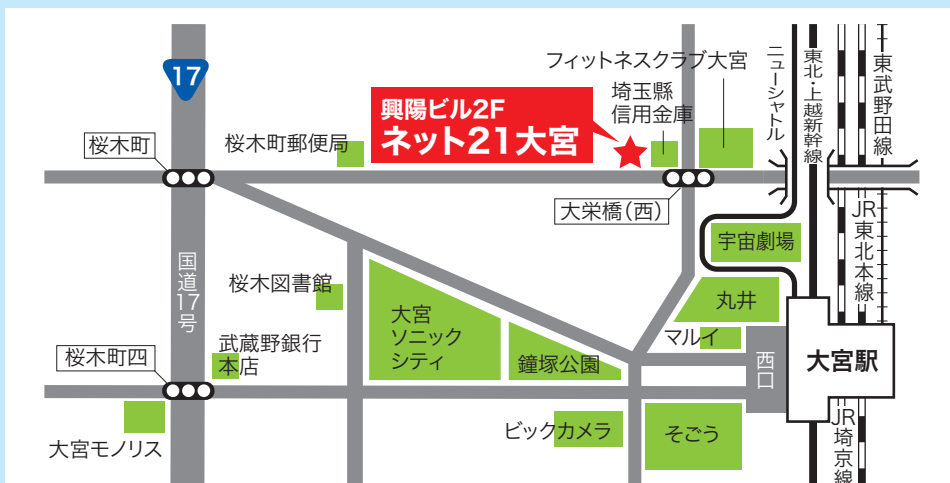 17
桜木町
桜木町郵便局
興陽ビル2F
ネット21大宮
フィットネスクラブ大宮
埼玉縣
信用金庫
ニューシャトル
東北・上越新幹線
東武野田線
大栄橋(西)
宇宙劇場
JR東北本線
国道17号
桜木図書館
大宮
ソニック
シティ
鐘塚公園
丸井
マルイ
西口
大宮駅
桜木町四
武蔵野銀行
本店
大宮モノリス
ビックカメラ
そごう
JR埼京線